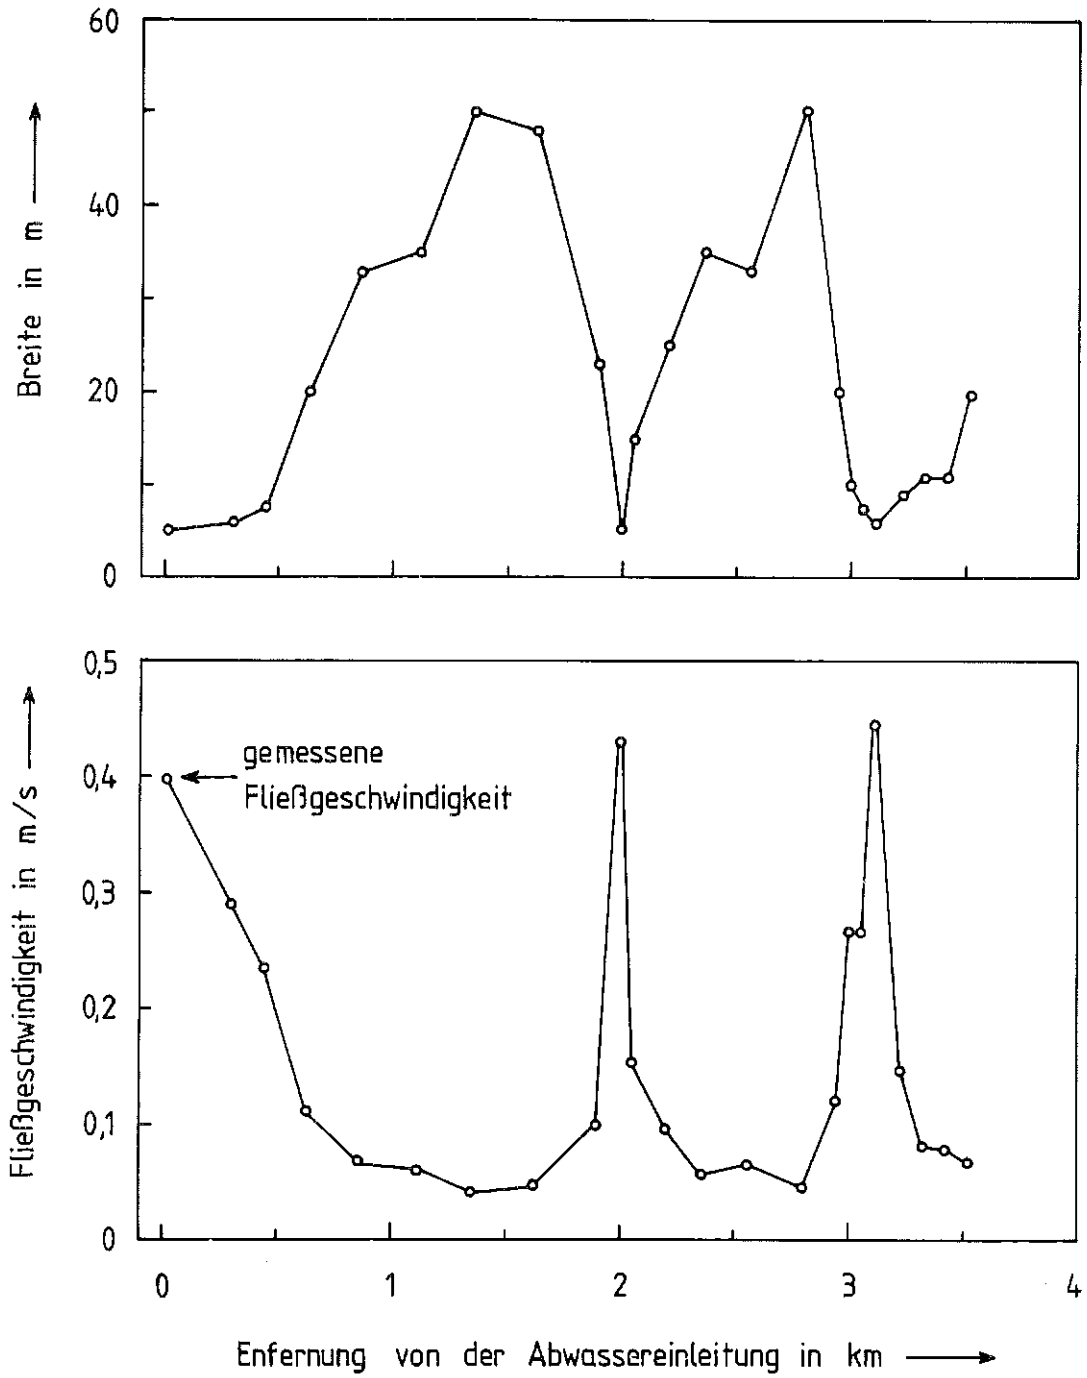 60
40
20
0
Breite in m
0,5
0,4
0,3
0,2
0,1
0
Fließgeschwindigkeit in m/s
gemessene
Fließgeschwindigkeit
0 1 2 3 4
Enfernung von der Abwassereinleitung in km